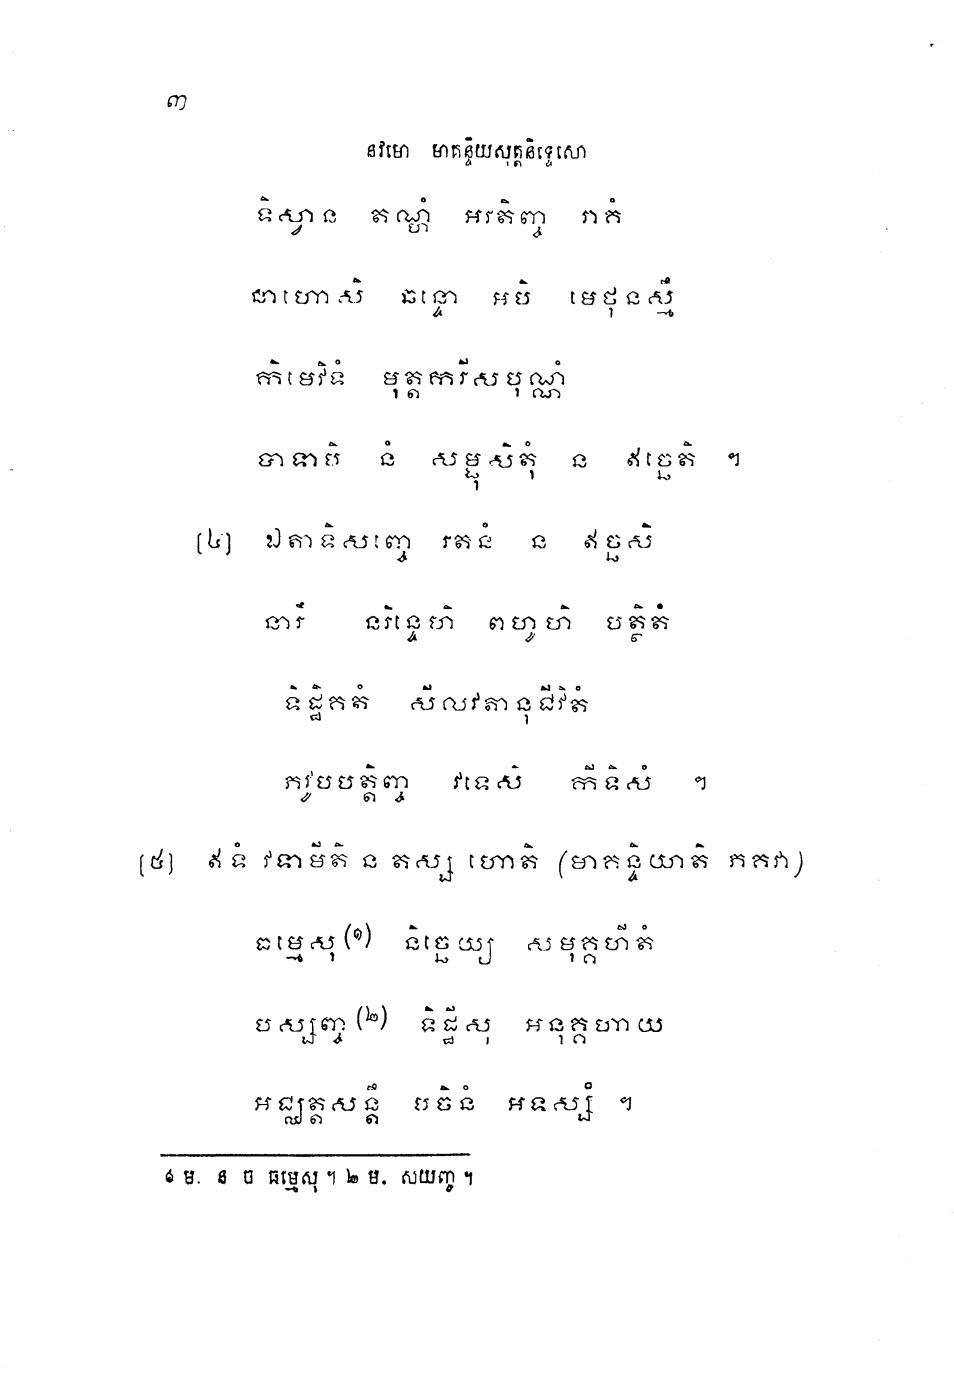 ៣
នវមោ មាគន្ទិយសុត្តនិទ្ទេសោ
ទិស្វាន តណ្ហំ អរតិញ្ច រាគំ
នាហោសិ ឆន្ទោ អបិ មេថុនស្មឹ
កិមេវិទំ មុត្តករីសបុណ្ណំ
បាទាបិ នំ សម្ផុសិតុំ ន ឥច្ឆេតិ ។
(៤) ឯតាទិសញ្ចេ រតនំ ន ឥច្ឆសិ
នារឹ នរិន្ទេហិ ពហូហិ បត្ថិតំ
ទិដ្ឋិគតំ សីលវតានុជីវិតំ
ភវូបបត្តិញ្ច វទេសិ កីទិសំ ។
(៥) ឥទំ វទាមីតិ ន តស្ស ហោតិ (មាគន្ទិយាតិ ភគវា)
ធម្មេសុ(១) និច្ឆេយ្យ សមុគ្គហីតំ
បស្សញ្ច(២) ទិដ្ឋីសុ អនុគ្គហាយ
អជ្ឈត្តសន្តឹ បចិនំ អទស្សំ ។
១ ម. ន ច ធម្មេសុ ។ ២ ម. សយញ្ច ។